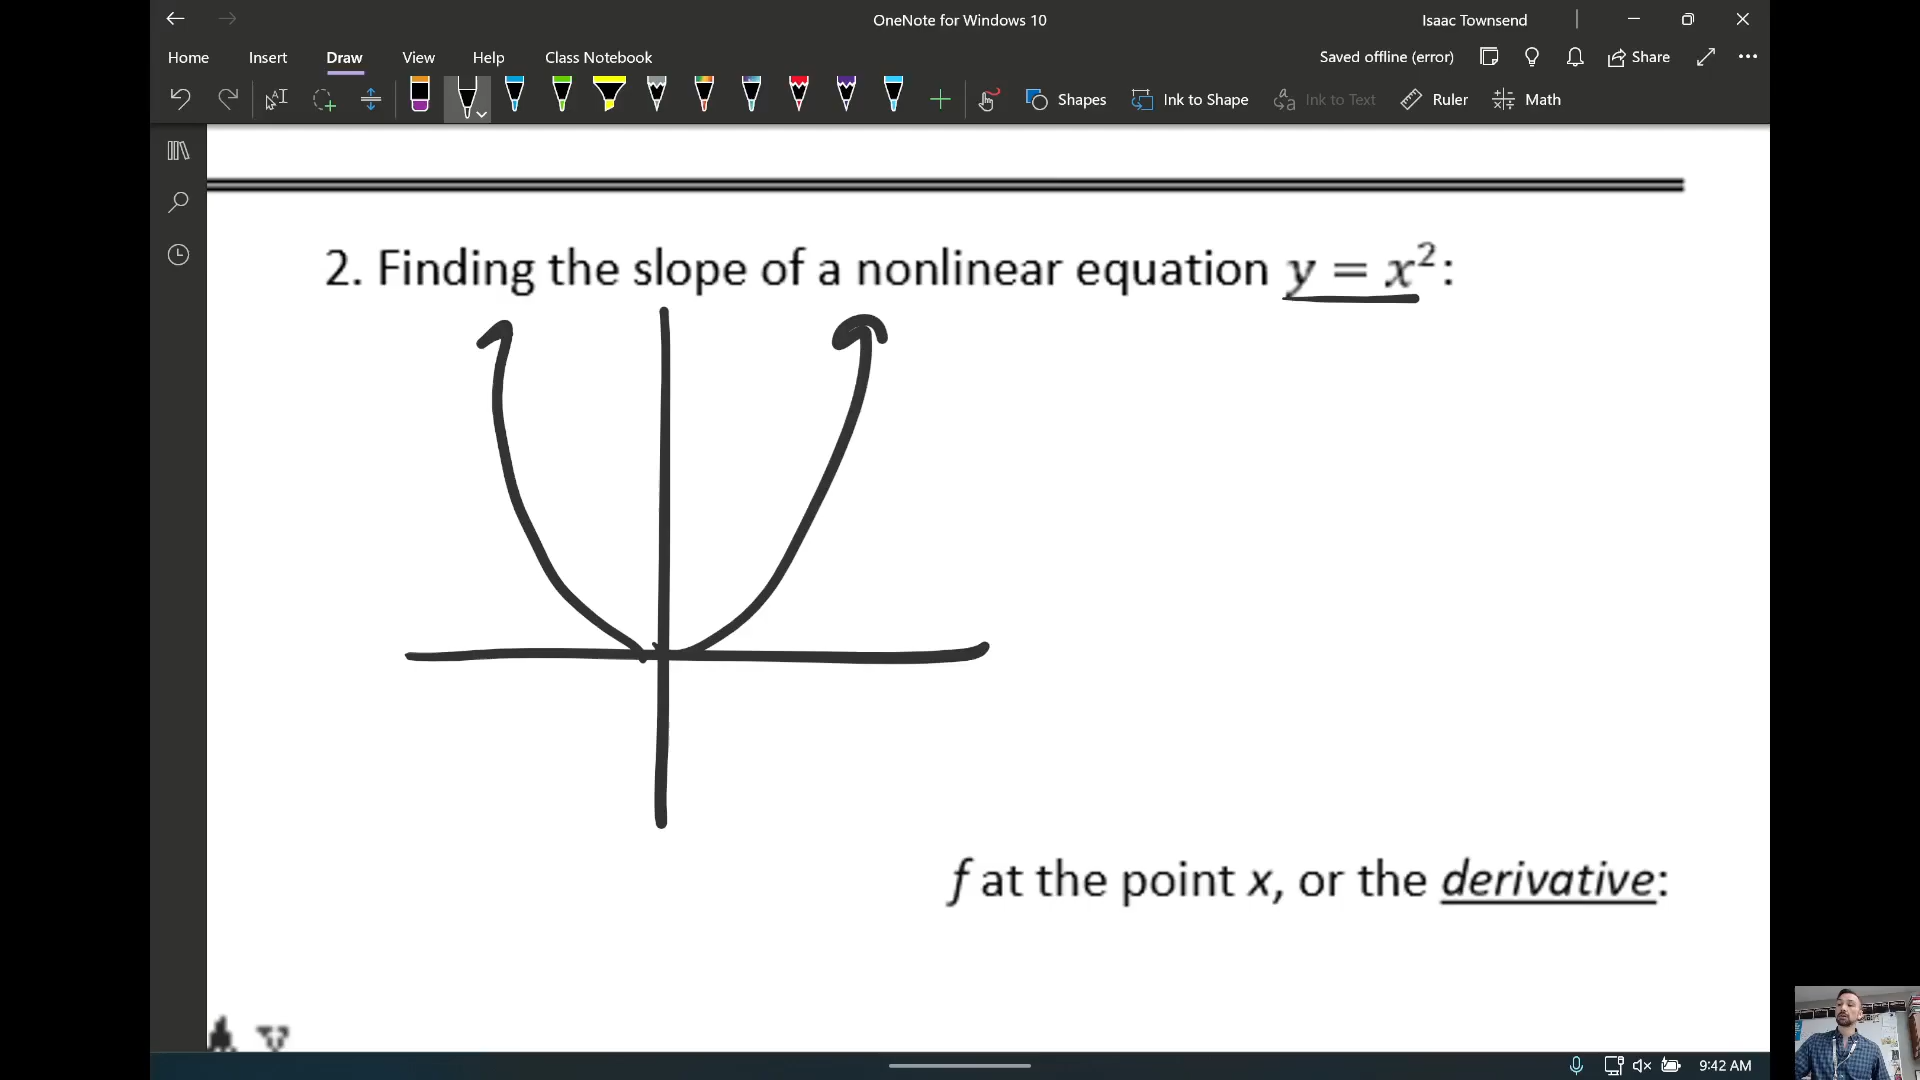 OneNote for Windows 10
Isaac Townsend
Home Insert Draw View Help Class Notebook
Saved offline (error) Share
Shapes Ink to Shape Ink to Text Ruler Math
2. Finding the slope of a nonlinear equation y = x²:
f at the point x, or the derivative:
9:42 AM